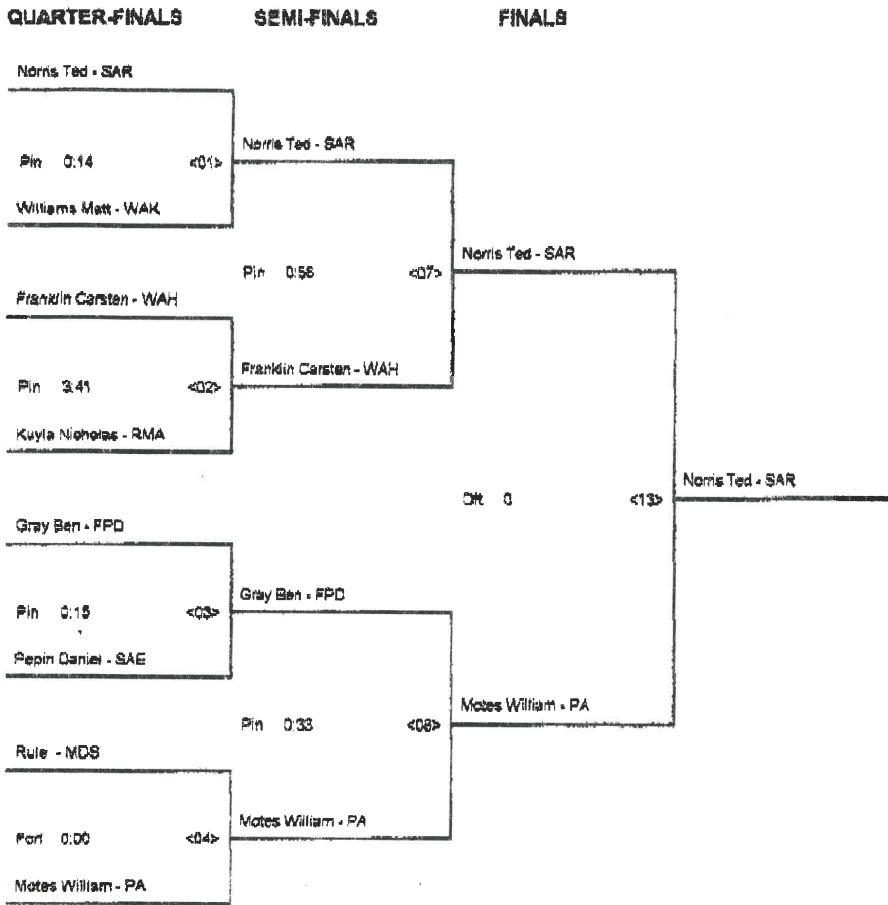 QUARTER-FINALS SEMI-FINALS FINALS
Norris Ted - SAR
Norris Ted - SAR
Pin 0:14 <01>
Williams Matt - WAK
Norris Ted - SAR
Pin 0:56 <07>
Franklin Carsten - WAH
Franklin Carsten - WAH
Pin 3:41 <02>
Kuyla Nicholas - RMA
Norris Ted - SAR
0 <13>
Gray Ben - FPD
Gray Ben - FPD
Pin 0:15 <03>
Pepin Daniel - SAE
Motes William - PA
Pin 0:33 <08>
Rule - MDS
Motes William - PA
Forf 0:00 <04>
Motes William - PA